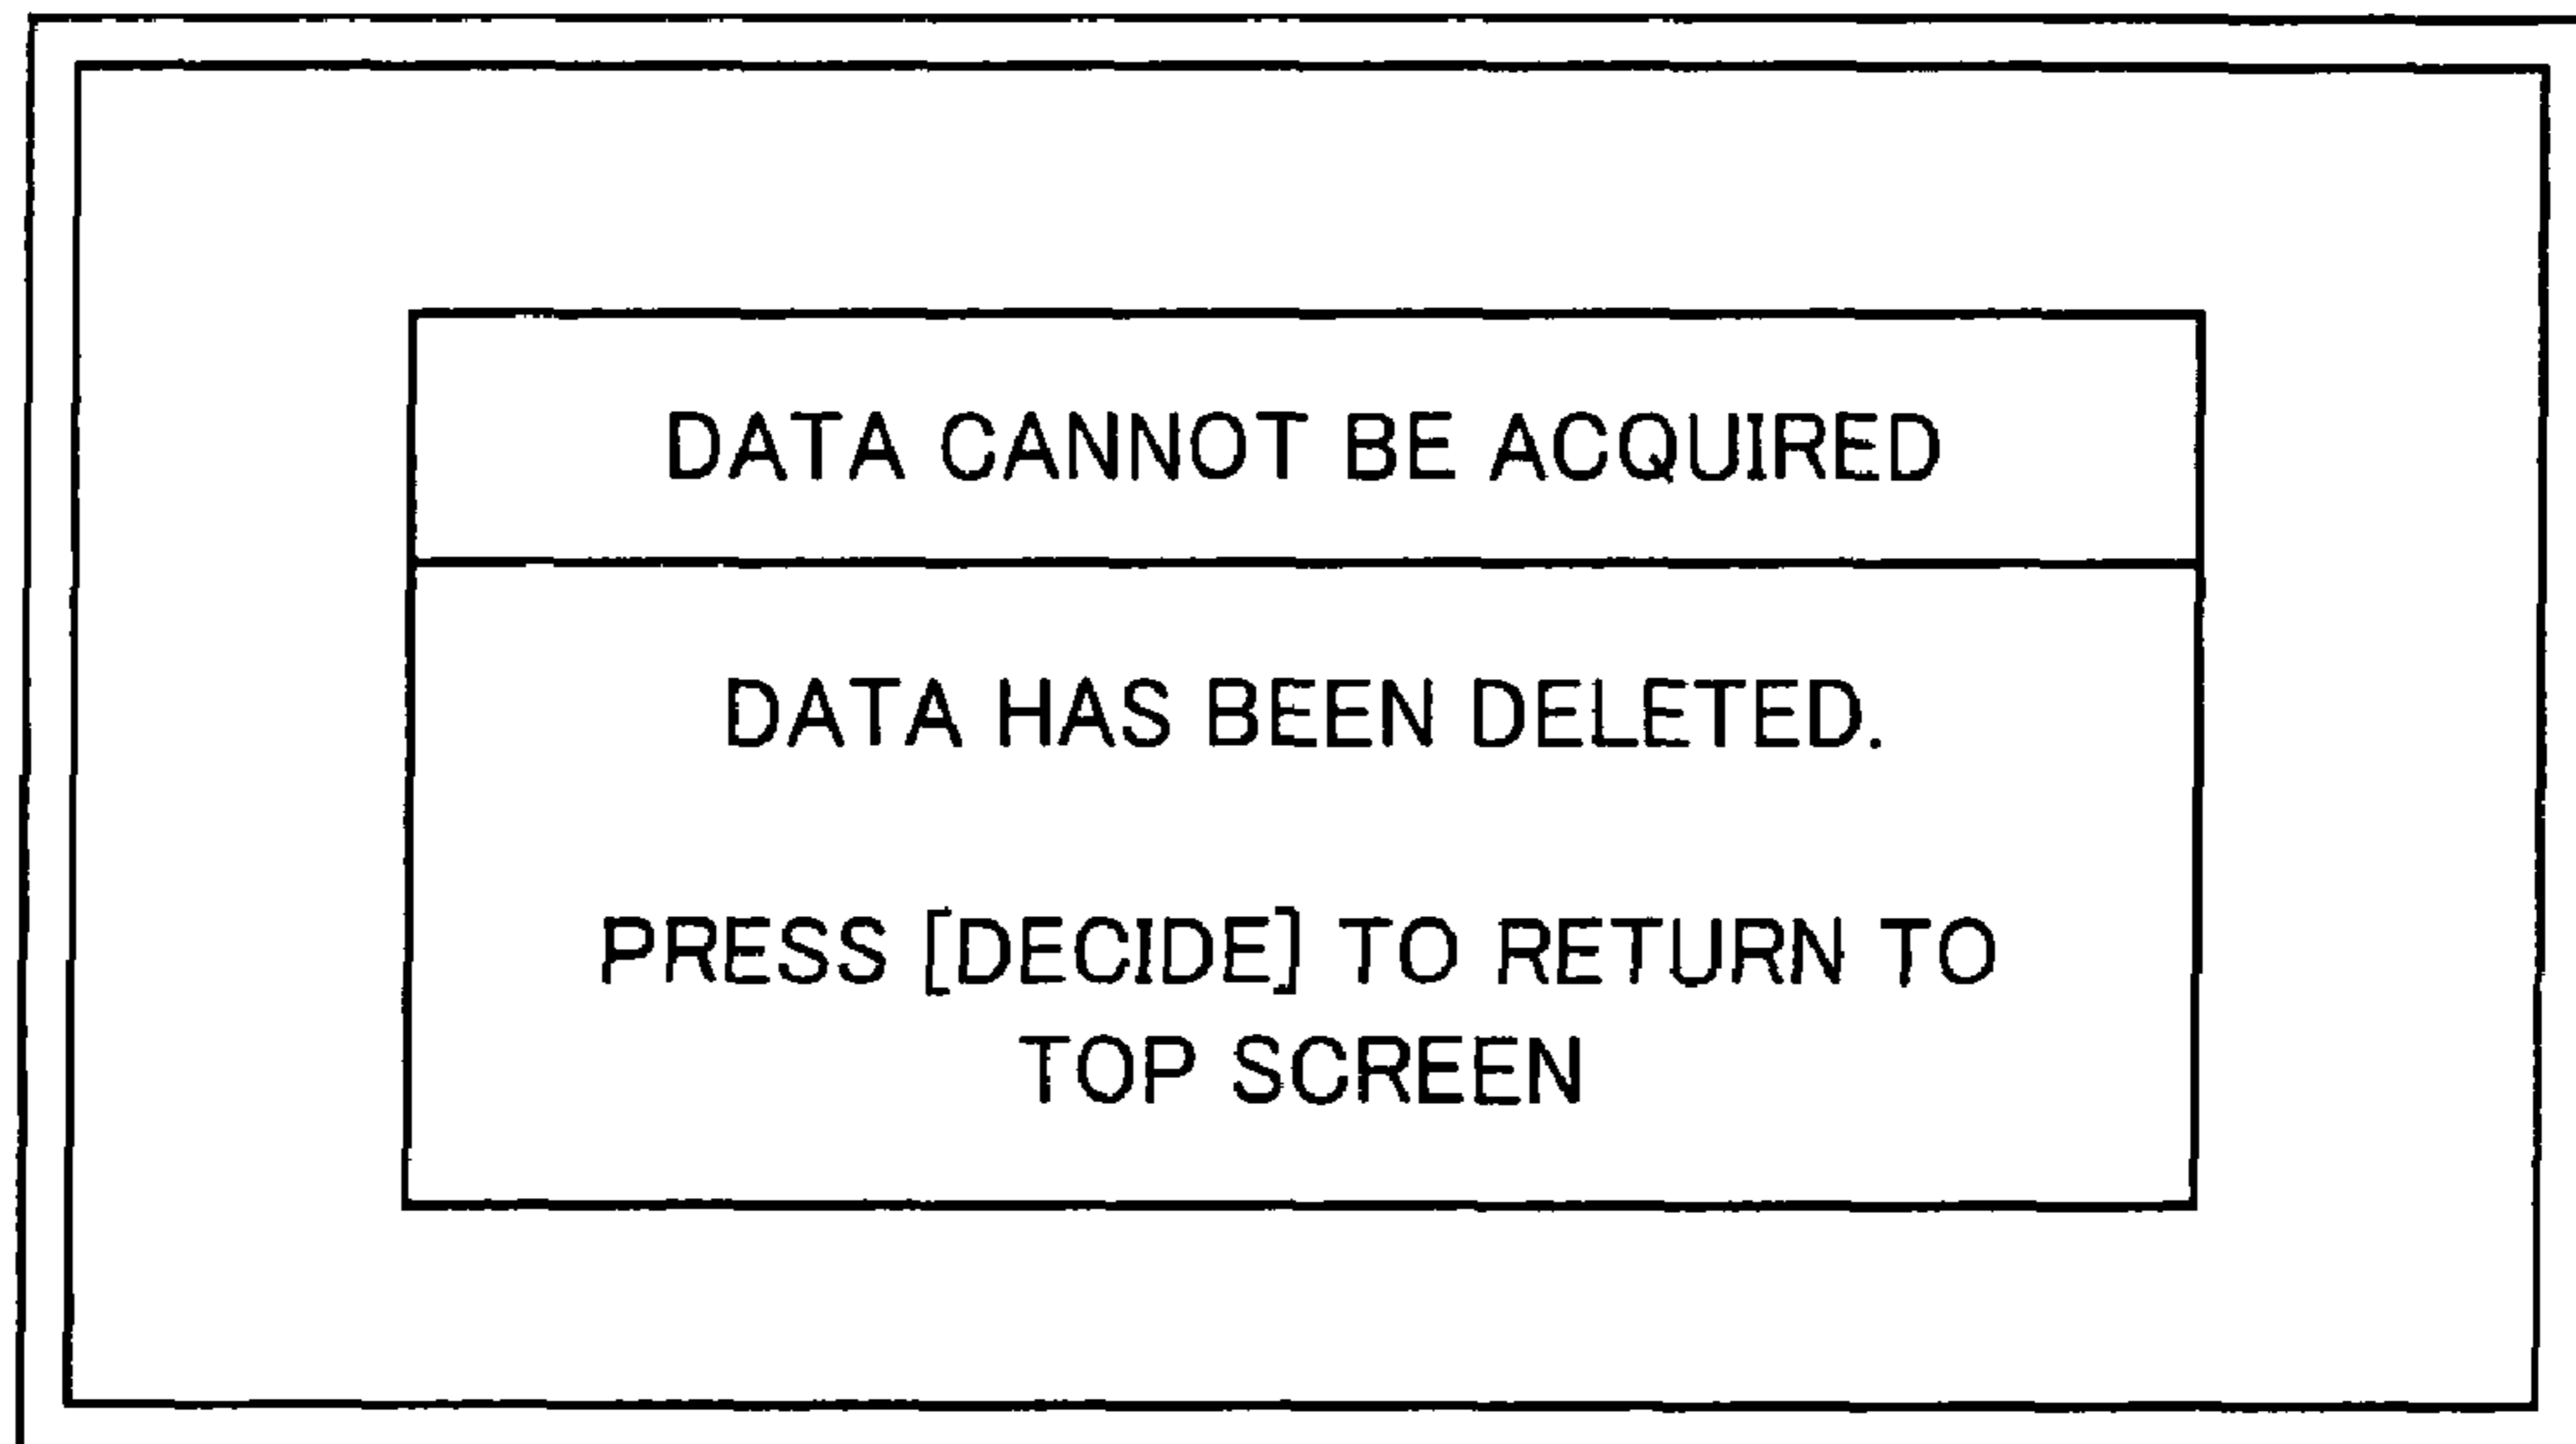 DATA CANNOT BE ACQUIRED
DATA HAS BEEN DELETED.
PRESS [DECIDE] TO RETURN TO
TOP SCREEN